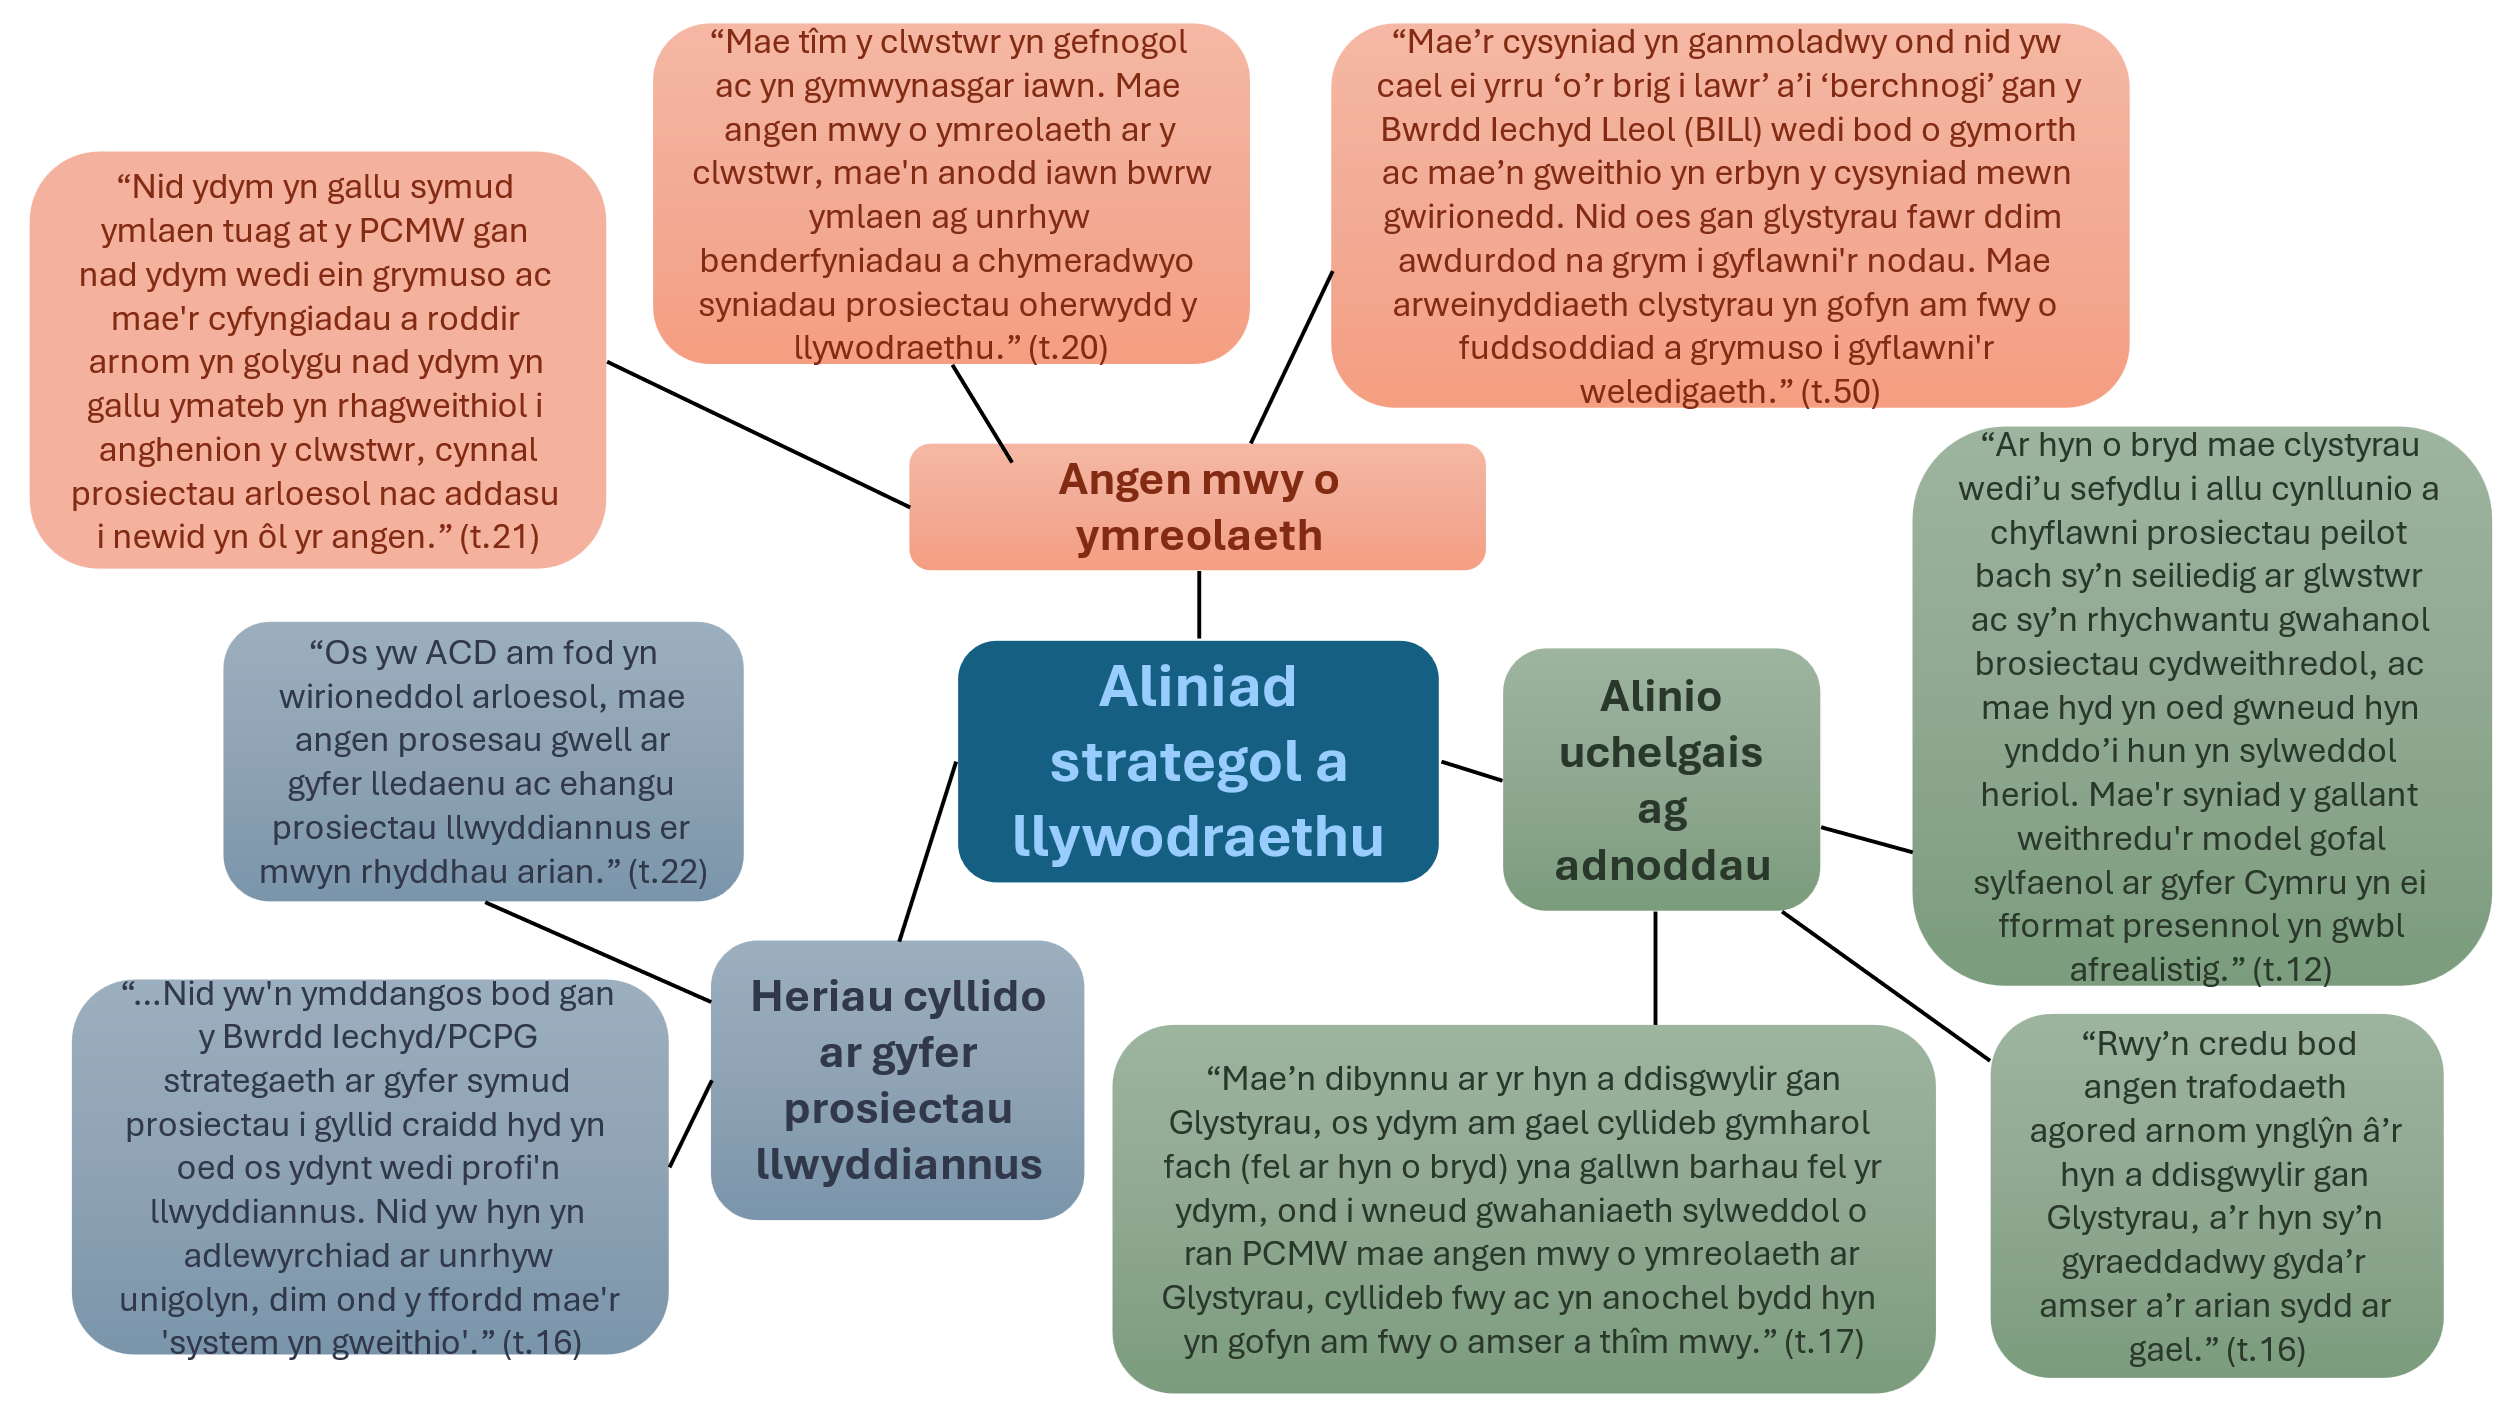 “Mae tîm y clwstwr yn gefnogol
ac yn gymwynasgar iawn. Mae
angen mwy o ymreolaeth ar y
clwstwr, mae'n anodd iawn bwrw
ymlaen ag unrhyw
benderfyniadau a chymeradwyo
syniadau prosiectau oherwydd y
llywodraethu.” (t.20)
“Mae’r cysyniad yn ganmoladwy ond nid yw
cael ei yrru ‘o’r brig i lawr’ a’i ‘berchnogi’ gan y
Bwrdd Iechyd Lleol (BILl) wedi bod o gymorth
ac mae’n gweithio yn erbyn y cysyniad mewn
gwirionedd. Nid oes gan glystyrau fawr ddim
awdurdod na grym i gyflawni'r nodau. Mae
arweinyddiaeth clystyrau yn gofyn am fwy o
fuddsoddiad a grymuso i gyflawni'r
weledigaeth.” (t.50)
“Nid ydym yn gallu symud
ymlaen tuag at y PCMW gan
nad ydym wedi ein grymuso ac
mae'r cyfyngiadau a roddir
arnom yn golygu nad ydym yn
gallu ymateb yn rhagweithiol i
anghenion y clwstwr, cynnal
prosiectau arloesol nac addasu
i newid yn ôl yr angen.” (t.21)
Angen mwy o
ymreolaeth
“Ar hyn o bryd mae clystyrau
wedi’u sefydlu i allu cynllunio a
chyflawni prosiectau peilot
bach sy’n seiliedig ar glwstwr
ac sy’n rhychwantu gwahanol
brosiectau cydweithredol, ac
mae hyd yn oed gwneud hyn
ynddo’i hun yn sylweddol
heriol. Mae'r syniad y gallant
weithredu'r model gofal
sylfaenol ar gyfer Cymru yn ei
fformat presennol yn gwbl
afrealistig.” (t.12)
“Os yw ACD am fod yn
wirioneddol arloesol, mae
angen prosesau gwell ar
gyfer lledaenu ac ehangu
prosiectau llwyddiannus er
mwyn rhyddhau arian.” (t.22)
Aliniad
strategol a
llywodraethu
Alinio
uchelgais
ag
adnoddau
Heriau cyllido
ar gyfer
prosiectau
llwyddiannus
“...Nid yw'n ymddangos bod gan
y Bwrdd Iechyd/PCPG
strategaeth ar gyfer symud
prosiectau i gyllid craidd hyd yn
oed os ydynt wedi profi'n
llwyddiannus. Nid yw hyn yn
adlewyrchiad ar unrhyw
unigolyn, dim ond y ffordd mae'r
'system yn gweithio'.” (t.16)
“Mae’n dibynnu ar yr hyn a ddisgwylir gan
Glystyrau, os ydym am gael cyllideb gymharol
fach (fel ar hyn o bryd) yna gallwn barhau fel yr
ydym, ond i wneud gwahaniaeth sylweddol o
ran PCMW mae angen mwy o ymreolaeth ar
Glystyrau, cyllideb fwy ac yn anochel bydd hyn
yn gofyn am fwy o amser a thîm mwy.” (t.17)
“Rwy’n credu bod
angen trafodaeth
agored arnom ynglŷn â’r
hyn a ddisgwylir gan
Glystyrau, a’r hyn sy’n
gyraeddadwy gyda’r
amser a’r arian sydd ar
gael.” (t.16)